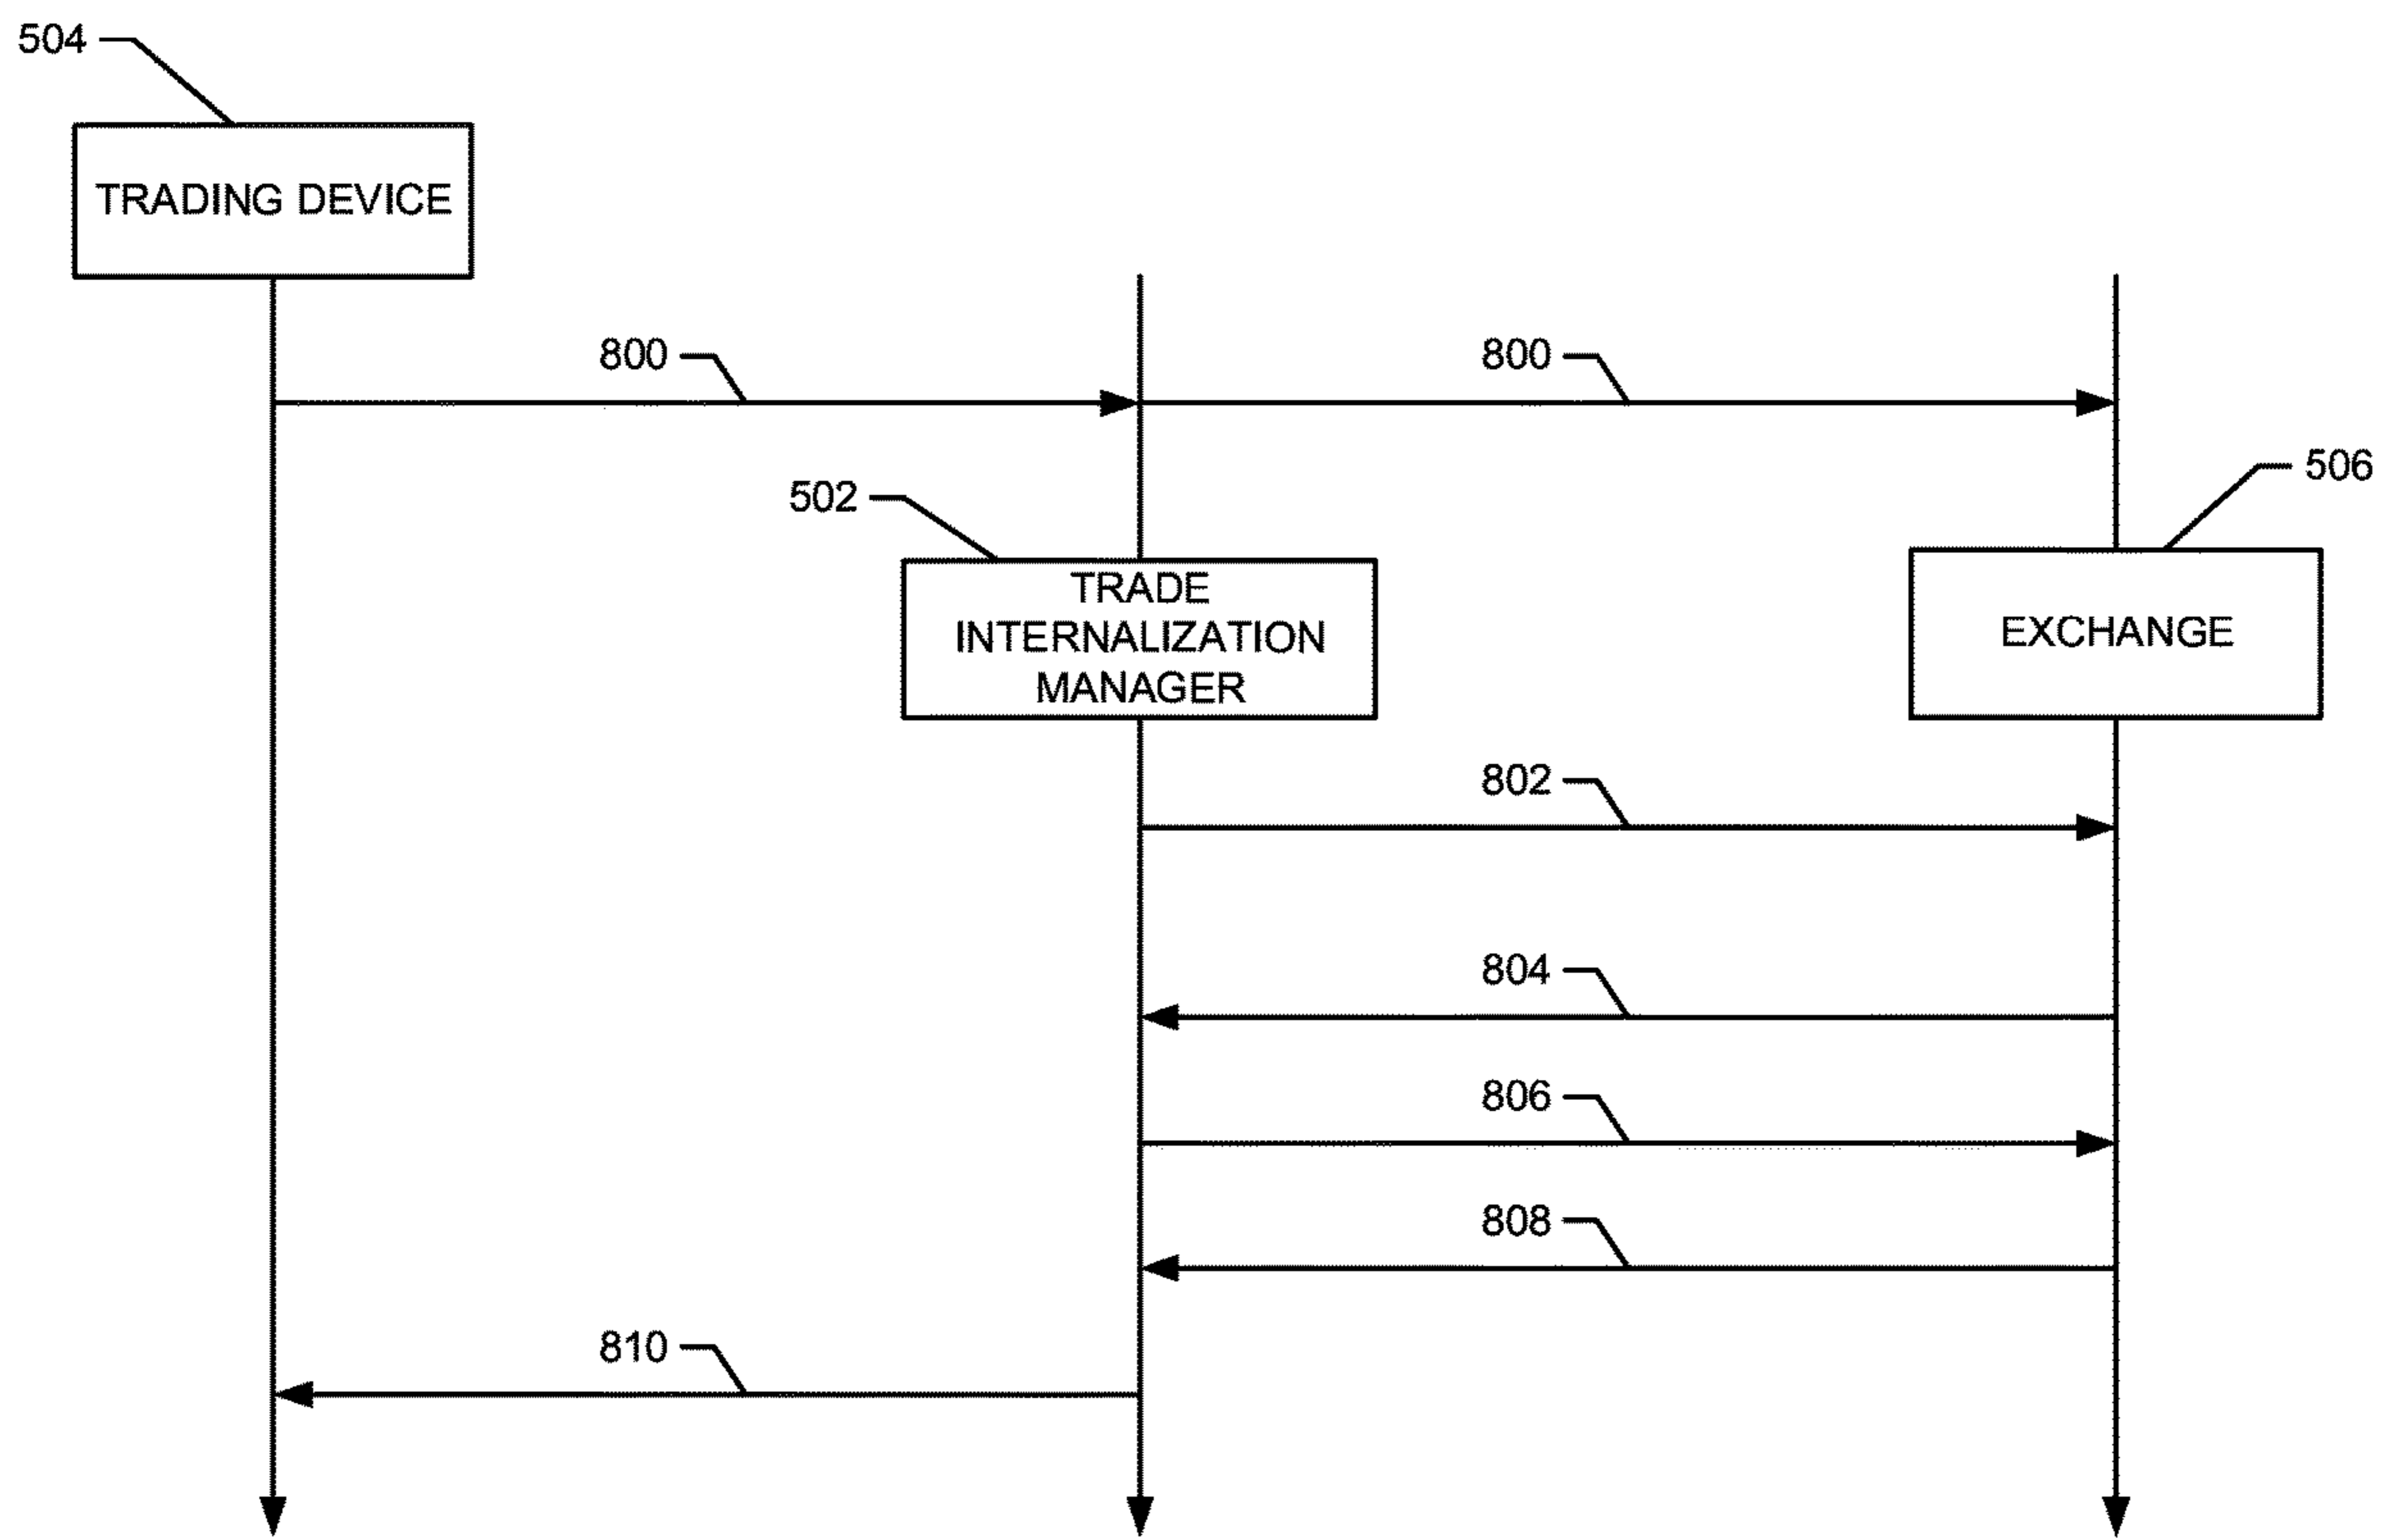 504
TRADING DEVICE
800
800
506
502
TRADE
INTERNALIZATION
MANAGER
EXCHANGE
802
804
806
808
810